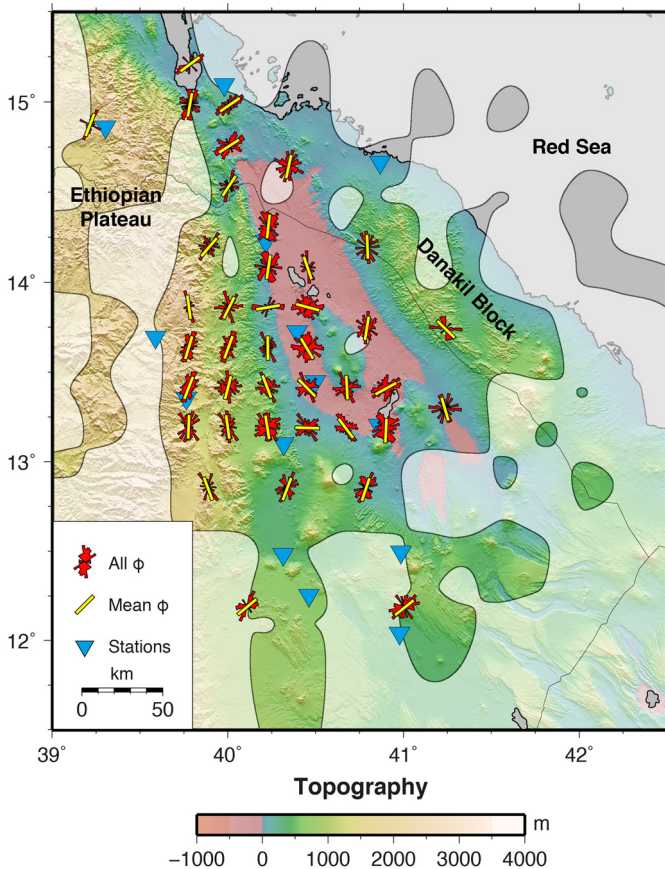 15°
14°
13°
12°
Red Sea
Ethiopian
Plateau
Danakil Block
All φ
Mean φ
Stations
km
0 50
39° 40° 41° 42°
Topography
m
−1000 0 1000 2000 3000 4000